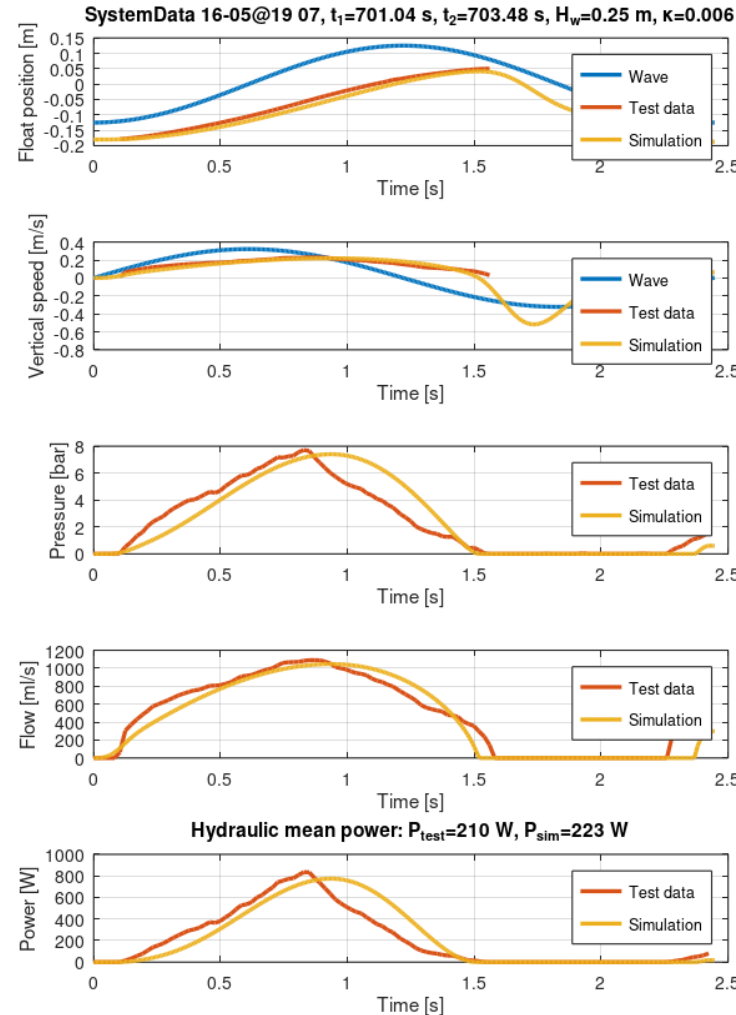 SystemData 16-05@19 07, t₁=701.04 s, t₂=703.48 s, H_w=0.25 m, κ=0.006
Float position [m]
0.15
0.1
0.05
0
-0.05
-0.1
-0.15
-0.2
Wave
Test data
Simulation
0 0.5 1 1.5 2 2.5
Time [s]
Vertical speed [m/s]
0.4
0.2
0
-0.2
-0.4
-0.6
-0.8
Wave
Test data
Simulation
0 0.5 1 1.5 2 2.5
Time [s]
Pressure [bar]
8
6
4
2
0
Test data
Simulation
0 0.5 1 1.5 2 2.5
Time [s]
Flow [ml/s]
1200
1000
800
600
400
200
0
Test data
Simulation
0 0.5 1 1.5 2 2.5
Time [s]
Hydraulic mean power: P_test=210 W, P_sim=223 W
Power [W]
1000
800
600
400
200
0
Test data
Simulation
0 0.5 1 1.5 2 2.5
Time [s]